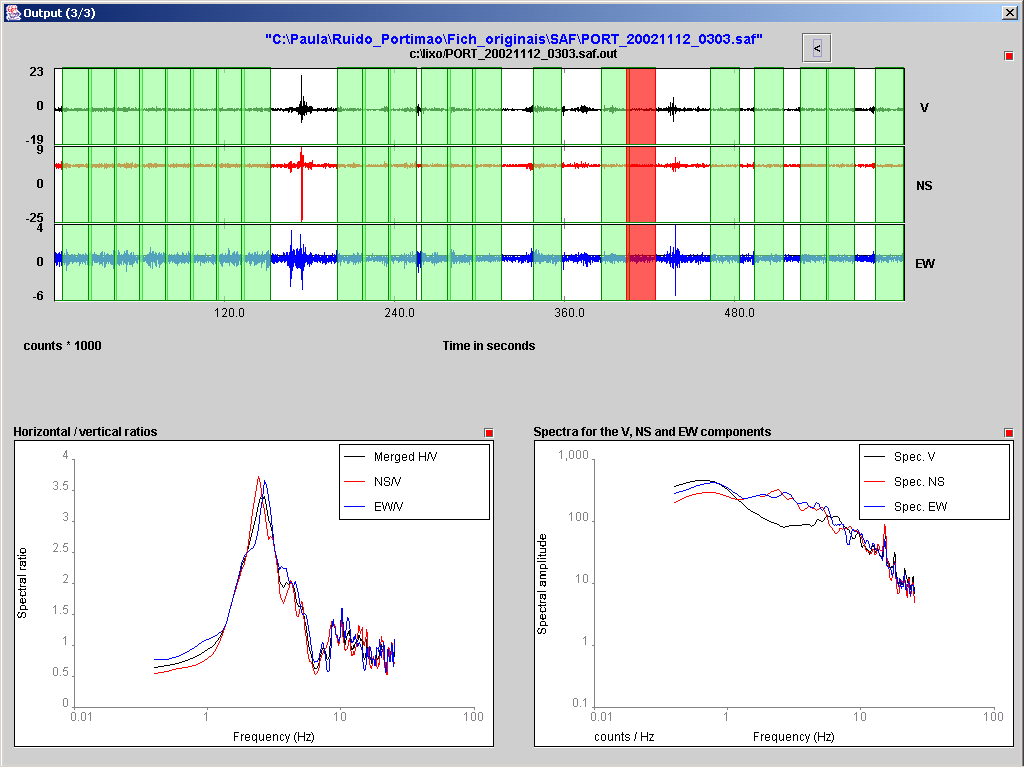 Output (3/3)
"C:\Paula\Ruido_Portimao\Fich_originais\SAF\PORT_20021112_0303.saf"
c:\lixo/PORT_20021112_0303.saf.out
<
23
0
-19
V
9
0
-25
NS
4
0
-6
EW
120.0 240.0 360.0 480.0
counts * 1000 Time in seconds
Horizontal / vertical ratios
4
3.5
3
2.5
2
1.5
1
0.5
0
Spectral ratio
Merged H/V
NS/V
EW/V
0.01 1 10 100
Frequency (Hz)
Spectra for the V, NS and EW components
1,000
100
10
1
0.1
Spectral amplitude
Spec. V
Spec. NS
Spec. EW
0.01 1 10 100
counts / Hz Frequency (Hz)